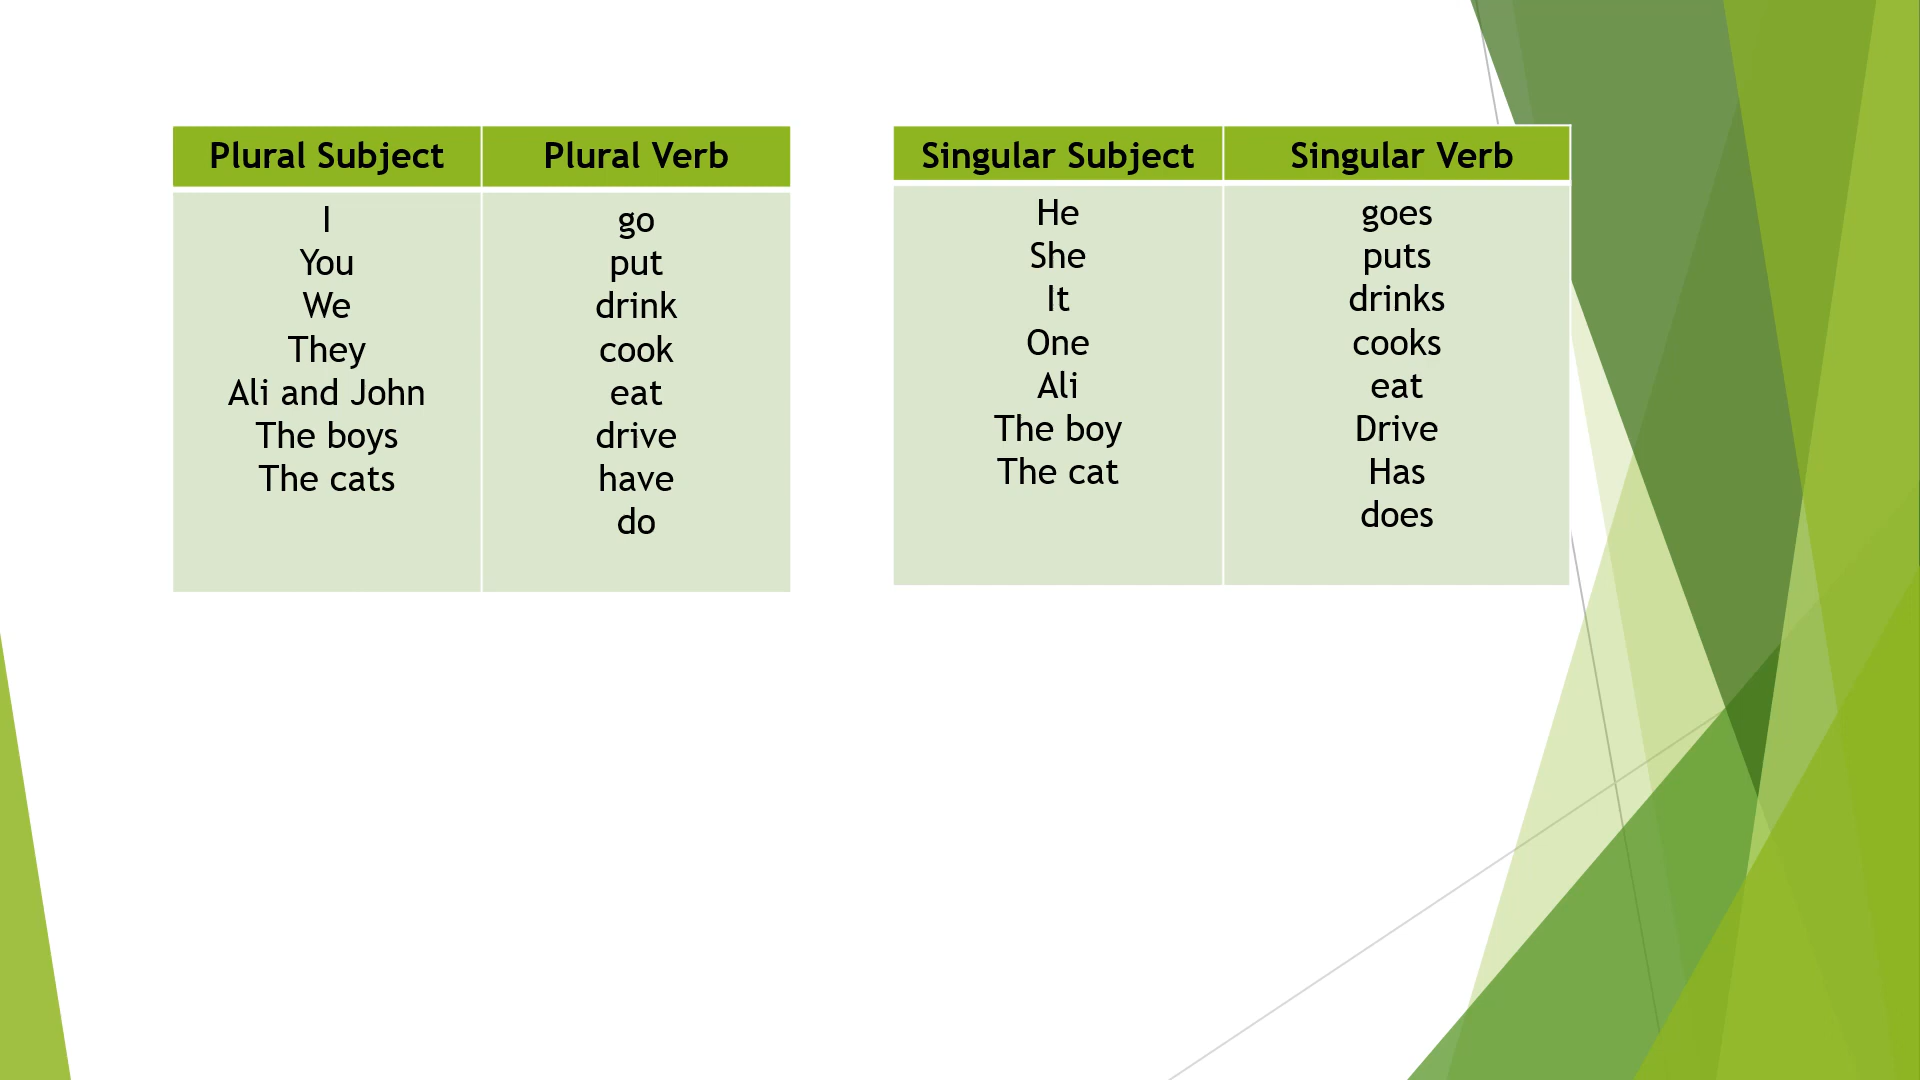 Plural Subject Plural Verb
I go
You put
We drink
They cook
Ali and John eat
The boys drive
The cats have
do
Singular Subject Singular Verb
He goes
She puts
It drinks
One cooks
Ali eat
The boy Drive
The cat Has
does